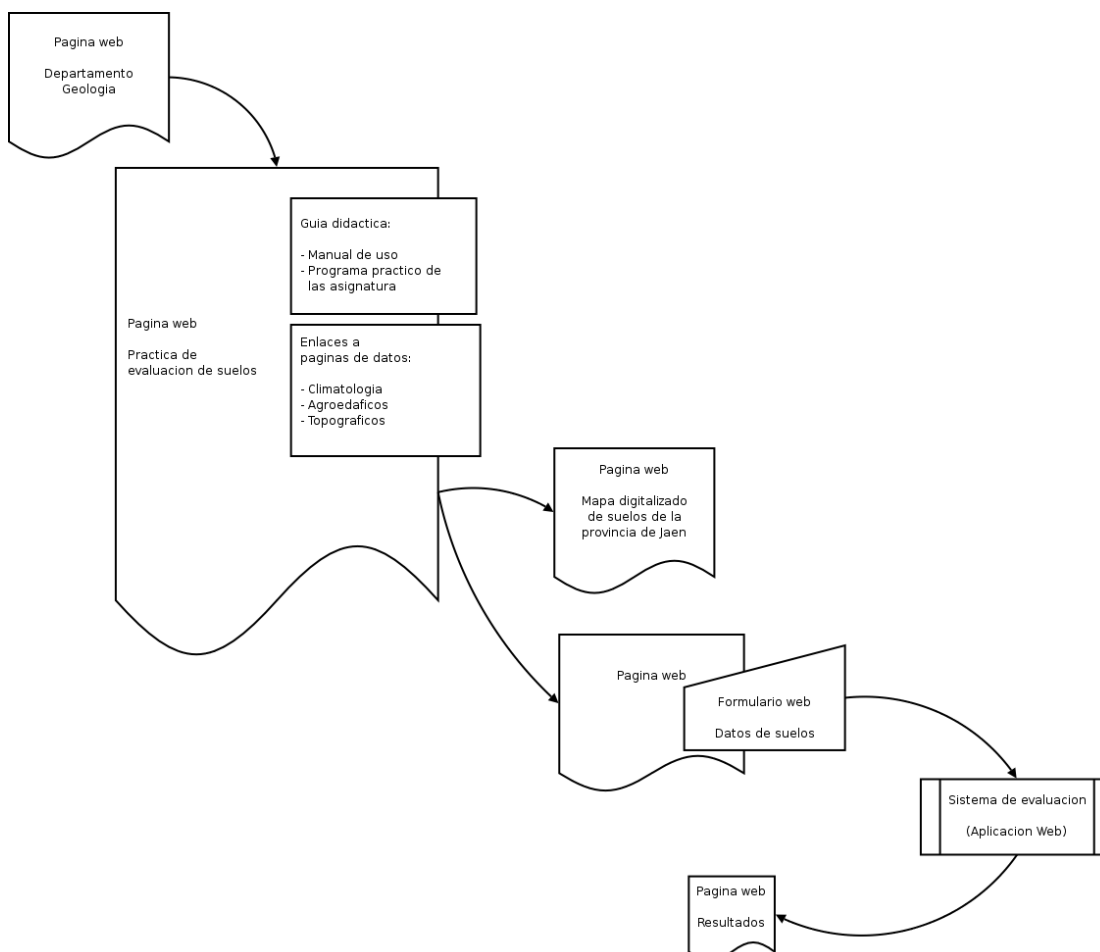 Pagina web
Departamento
Geologia
Guia didactica:
- Manual de uso
- Programa practico de
las asignatura
Pagina web
Practica de
evaluacion de suelos
Enlaces a
paginas de datos:
- Climatologia
- Agroedaficos
- Topograficos
Pagina web
Mapa digitalizado
de suelos de la
provincia de Jaen
Pagina web
Formulario web
Datos de suelos
Sistema de evaluacion
(Aplicacion Web)
Pagina web
Resultados